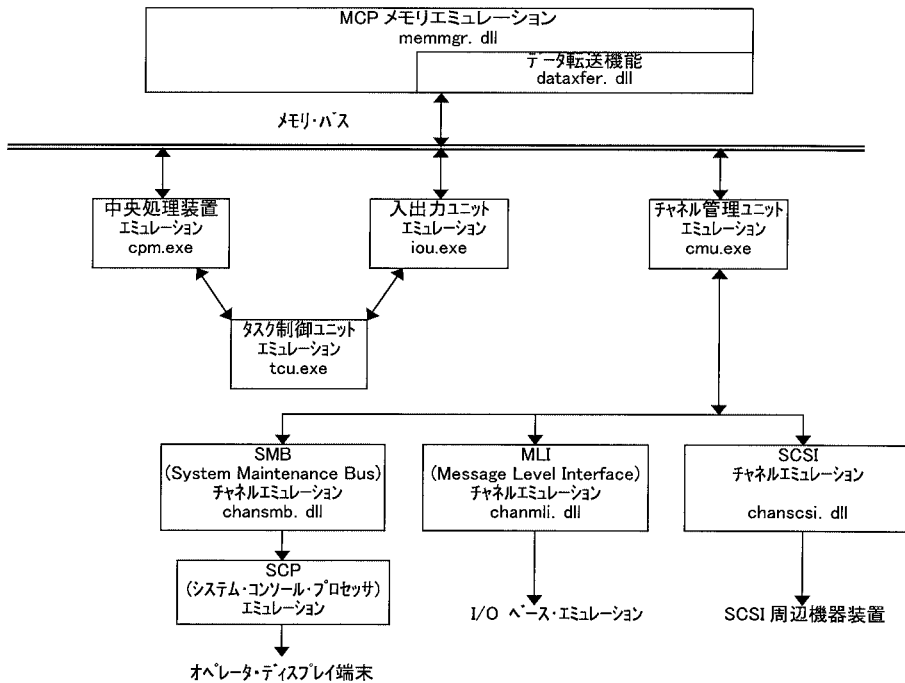 MCP メモリエミュレーション
memmgr. dll
データ転送機能
dataxfer. dll
メモリ・バス
中央処理装置
エミュレーション
cpm.exe
入出力ユニット
エミュレーション
iou.exe
チャネル管理ユニット
エミュレーション
cmu.exe
タスク制御ユニット
エミュレーション
tcu.exe
SMB
(System Maintenance Bus)
チャネルエミュレーション
chansmb. dll
MLI
(Message Level Interface)
チャネルエミュレーション
chanmli. dll
SCSI
チャネルエミュレーション
chanscsi. dll
SCP
(システム・コンソール・プロセッサ)
エミュレーション
I/O ベース・エミュレーション
SCSI 周辺機器装置
オペレータ・ディスプレイ端末